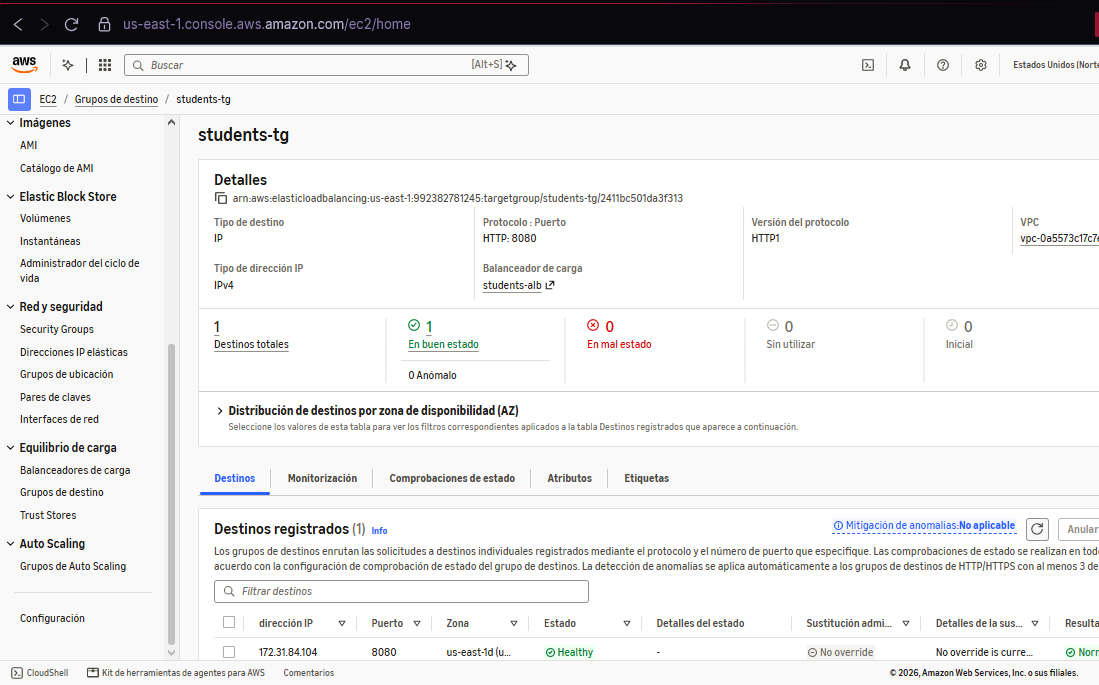 us-east-1.console.aws.amazon.com/ec2/home
aws
Buscar
[Alt+S]
Estados Unidos (Norte
EC2 / Grupos de destino / students-tg
Imágenes
AMI
Catálogo de AMI
Elastic Block Store
Volúmenes
Instantáneas
Administrador del ciclo de
vida
Red y seguridad
Security Groups
Direcciones IP elásticas
Grupos de ubicación
Pares de claves
Interfaces de red
Equilibrio de carga
Balanceadores de carga
Grupos de destino
Trust Stores
Auto Scaling
Grupos de Auto Scaling
Configuración
students-tg
Detalles
arn:aws:elasticloadbalancing:us-east-1:992382781245:targetgroup/students-tg/2411bc501da3f313
Tipo de destino
IP
Protocolo : Puerto
HTTP: 8080
Versión del protocolo
HTTP1
VPC
vpc-0a5573c17c7e
Tipo de dirección IP
IPv4
Balanceador de carga
students-alb
1
Destinos totales
1
En buen estado
0 Anómalo
0
En mal estado
0
Sin utilizar
0
Inicial
Distribución de destinos por zona de disponibilidad (AZ)
Seleccione los valores de esta tabla para ver los filtros correspondientes aplicados a la tabla Destinos registrados que aparece a continuación.
Destinos
Monitorización
Comprobaciones de estado
Atributos
Etiquetas
Destinos registrados (1) Info
Mitigación de anomalías:No aplicable
Anular
Los grupos de destinos enrutan las solicitudes a destinos individuales registrados mediante el protocolo y el número de puerto que especifique. Las comprobaciones de estado se realizan en todo
acuerdo con la configuración de comprobación de estado del grupo de destinos. La detección de anomalías se aplica automáticamente a los grupos de destinos de HTTP/HTTPS con al menos 3 de
Filtrar destinos
dirección IP
Puerto
Zona
Estado
Detalles del estado
Sustitución admi...
Detalles de la sus...
Resulta
172.31.84.104
8080
us-east-1d (u...
Healthy
-
No override
No override is curre...
Norr
CloudShell
Kit de herramientas de agentes para AWS
Comentarios
© 2026, Amazon Web Services, Inc. o sus filiales.